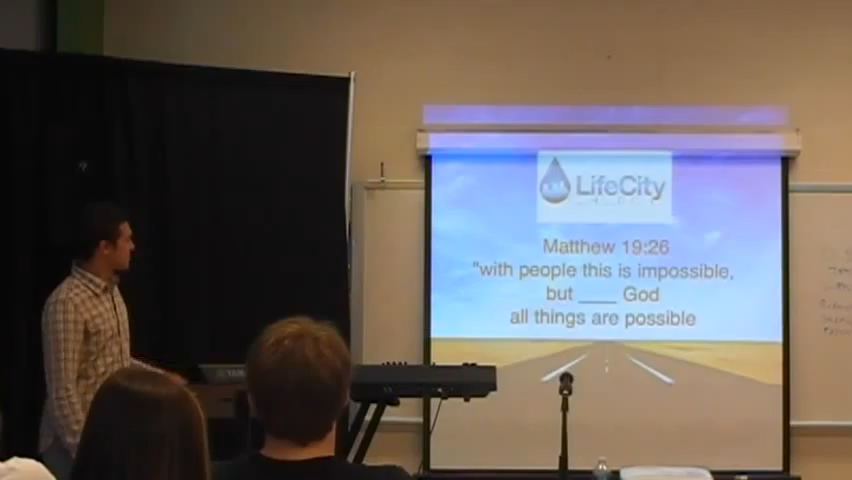 LifeCity
Matthew 19:26
"with people this is impossible,
but ____ God
all things are possible